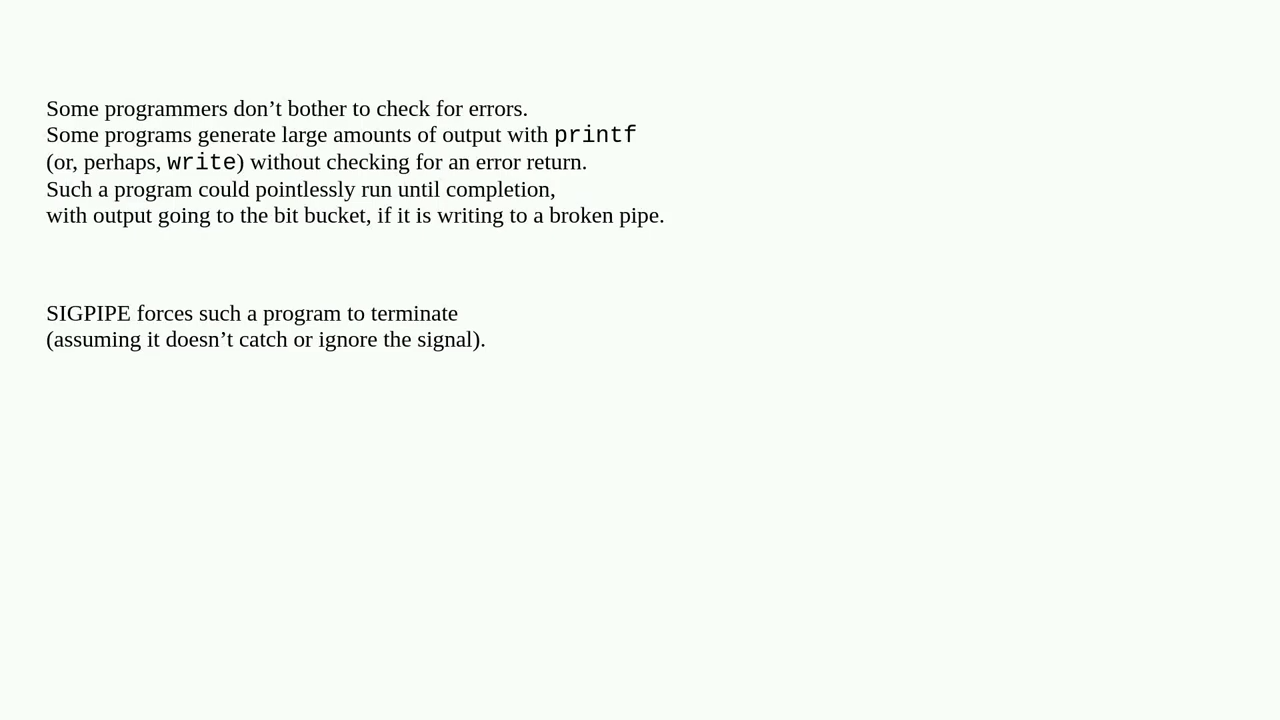 Some programmers don’t bother to check for errors.
Some programs generate large amounts of output with printf
(or, perhaps, write) without checking for an error return.
Such a program could pointlessly run until completion,
with output going to the bit bucket, if it is writing to a broken pipe.
SIGPIPE forces such a program to terminate
(assuming it doesn’t catch or ignore the signal).